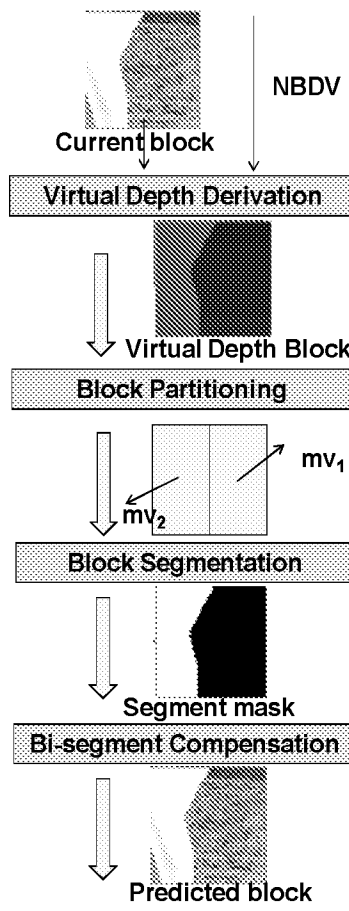 NBDV
Current block
Virtual Depth Derivation
Virtual Depth Block
Block Partitioning
mv1
mv2
Block Segmentation
Segment mask
Bi-segment Compensation
Predicted block